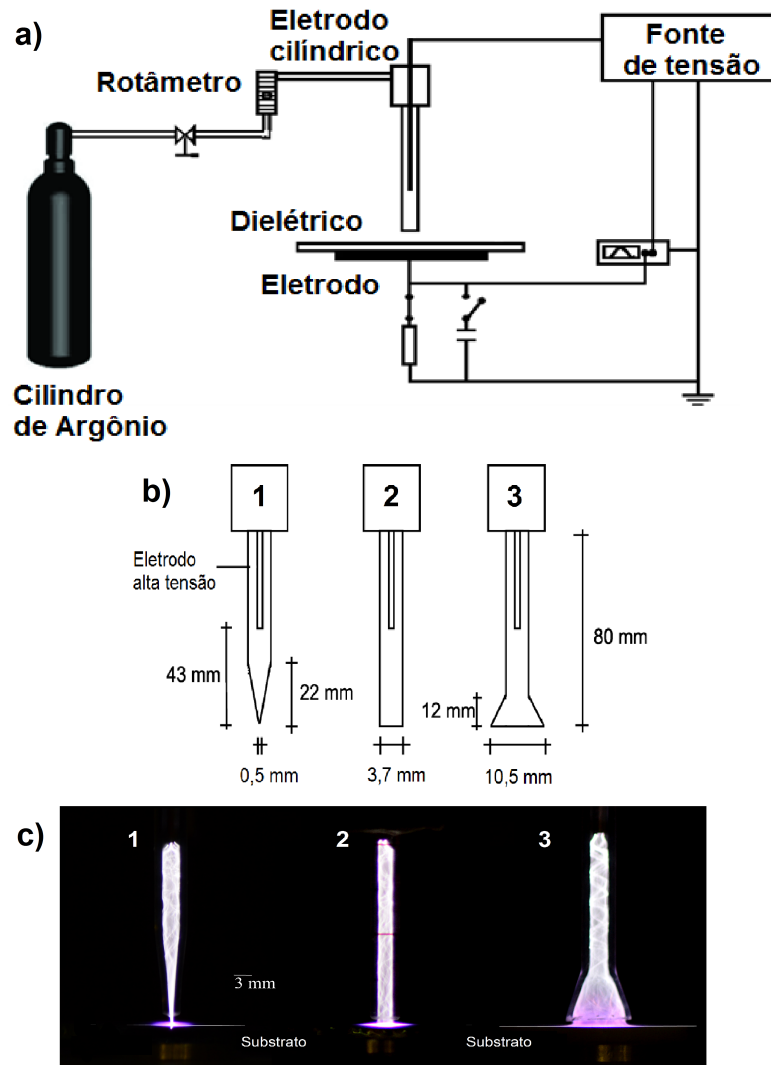 a)
Eletrodo
cilíndrico
Fonte
de tensão
Rotâmetro
Dielétrico
Eletrodo
Cilindro
de Argônio
b)
1
2
3
Eletrodo
alta tensão
43 mm
22 mm
12 mm
80 mm
0,5 mm
3,7 mm
10,5 mm
c)
1
2
3
3 mm
Substrato
Substrato